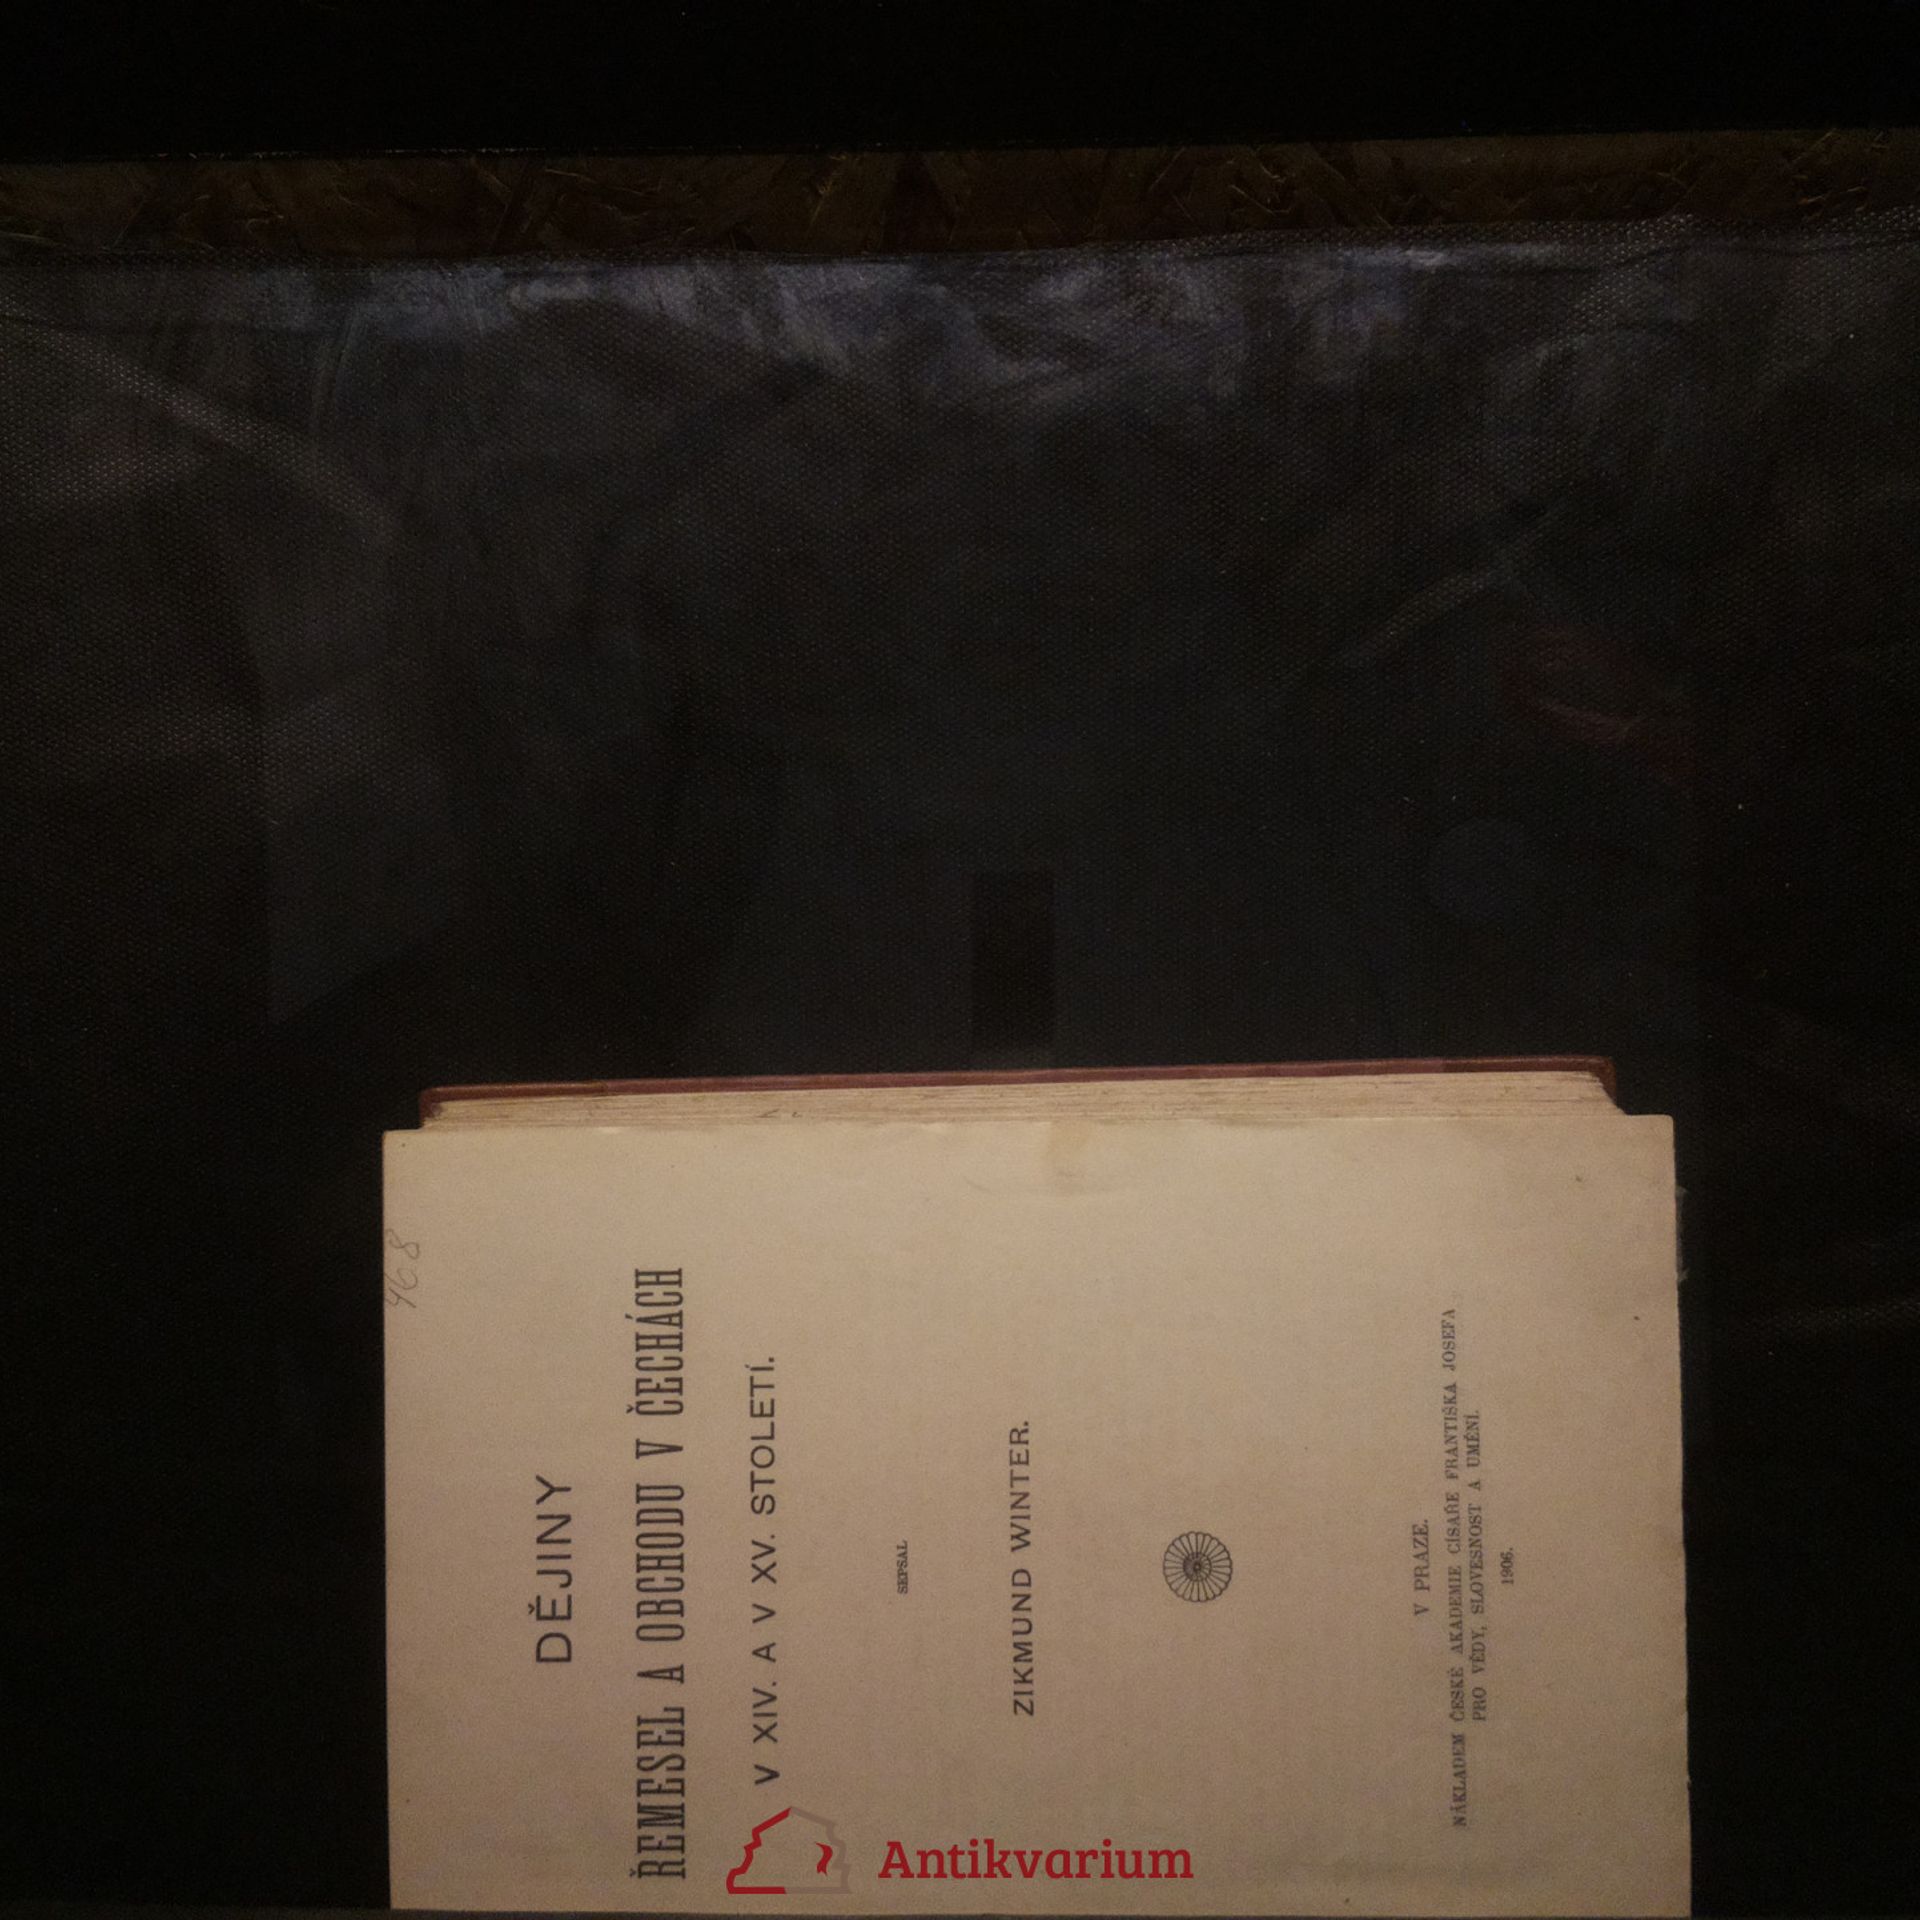 468
DĚJINY
ŘEMESEL A OBCHODU V ČECHÁCH
V XIV. A V XV. STOLETÍ.
SEPSAL
ZIKMUND WINTER.
V PRAZE.
NÁKLADEM ČESKÉ AKADEMIE CÍSAŘE FRANTIŠKA JOSEFA
PRO VĚDY, SLOVESNOST A UMĚNÍ.
1906.
Antikvarium